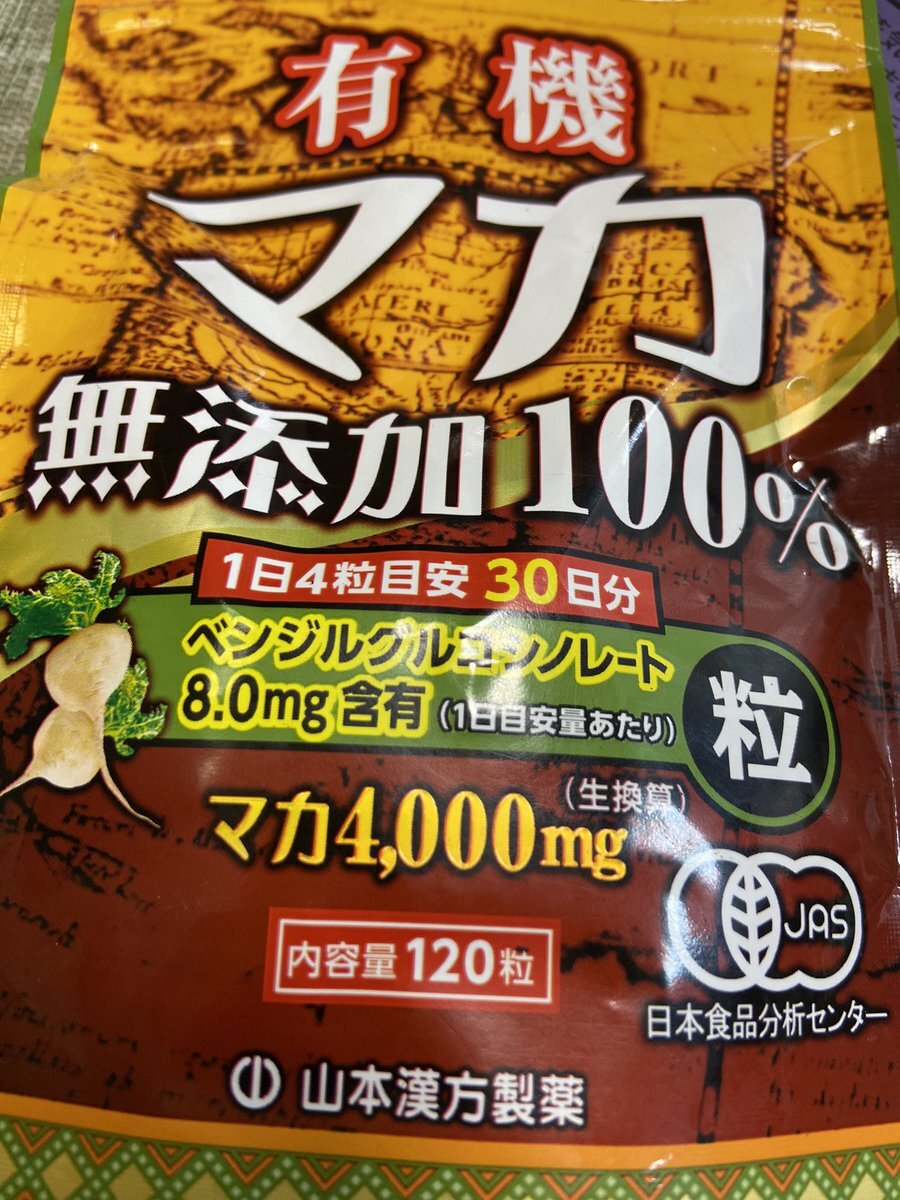 有機
マカ
無添加100%
1日4粒目安 30日分
ベンジルグルコシノレート
8.0mg 含有 (1日目安量あたり)
粒
(生換算)
マカ4,000mg
JAS
内容量 120粒
日本食品分析センター
山本漢方製薬